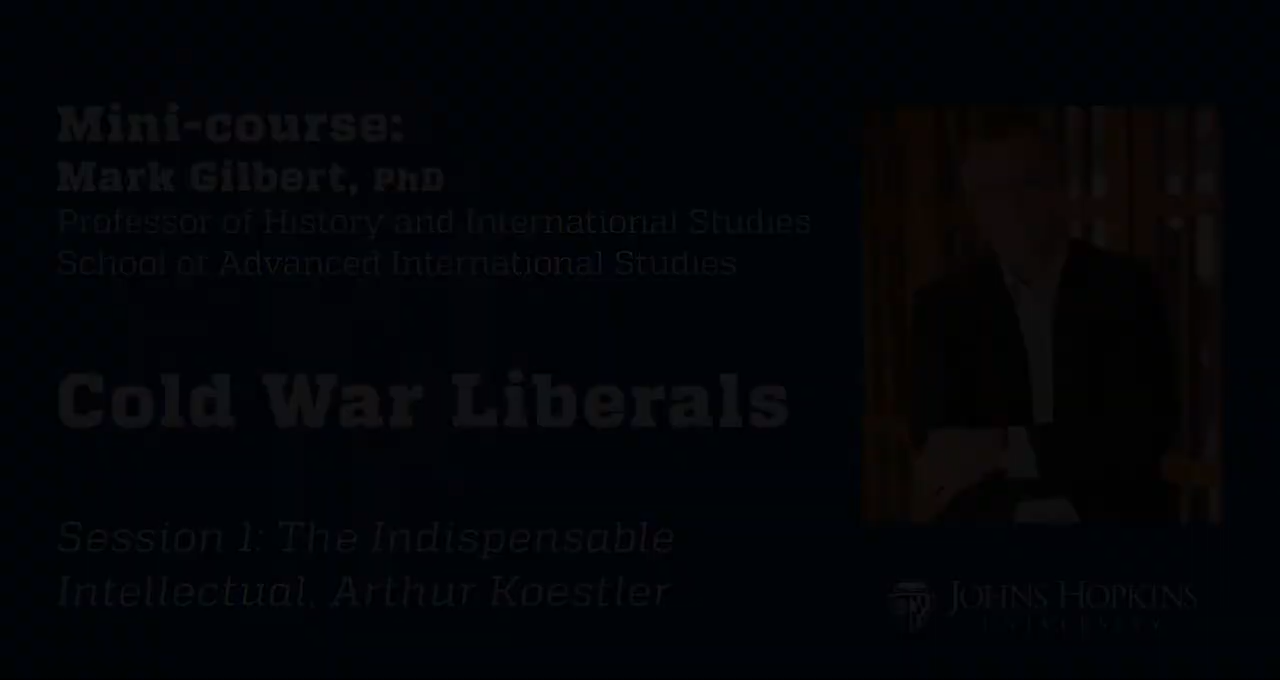 Mini-course:
Mark Gilbert, PhD
Professor of History and International Studies
School of Advanced International Studies
Cold War Liberals
Session 1: The Indispensable
Intellectual, Arthur Koestler
JOHNS HOPKINS
UNIVERSITY